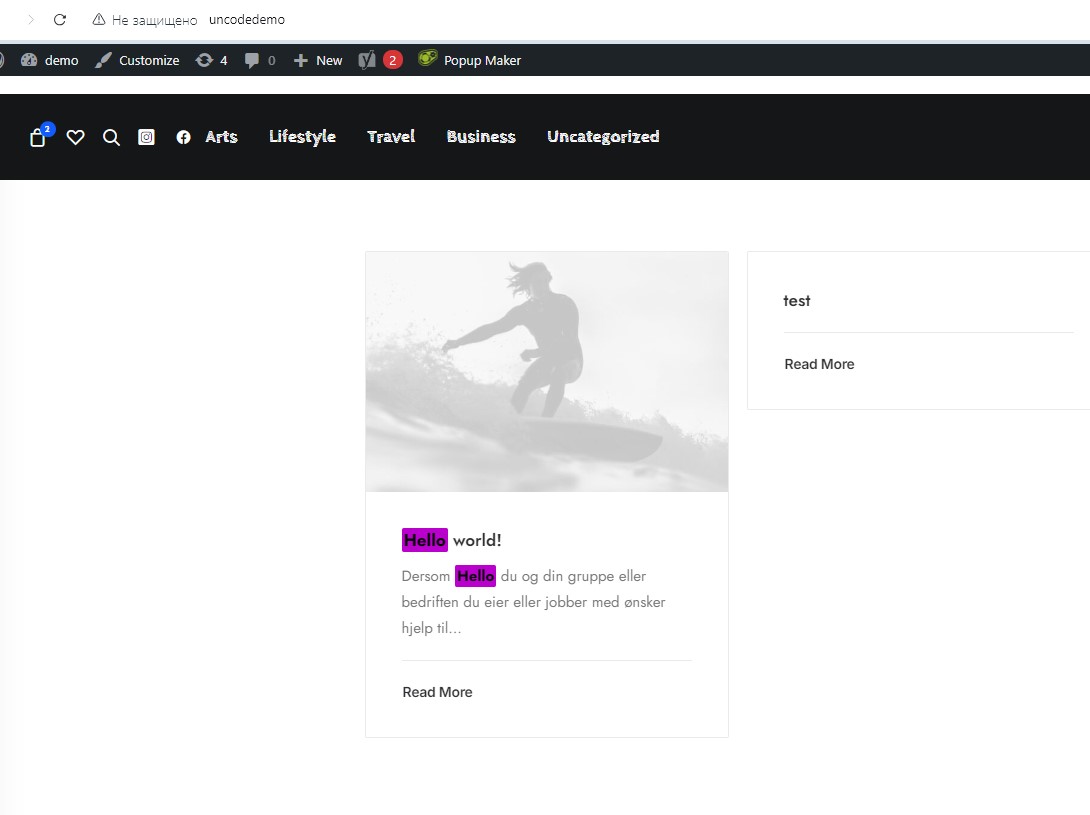 Не защищено uncodedemo
demo Customize 4 0 New 2 Popup Maker
2 Arts Lifestyle Travel Business Uncategorized
test
Read More
Hello world!
Dersom Hello du og din gruppe eller
bedriften du eier eller jobber med ønsker
hjelp til...
Read More